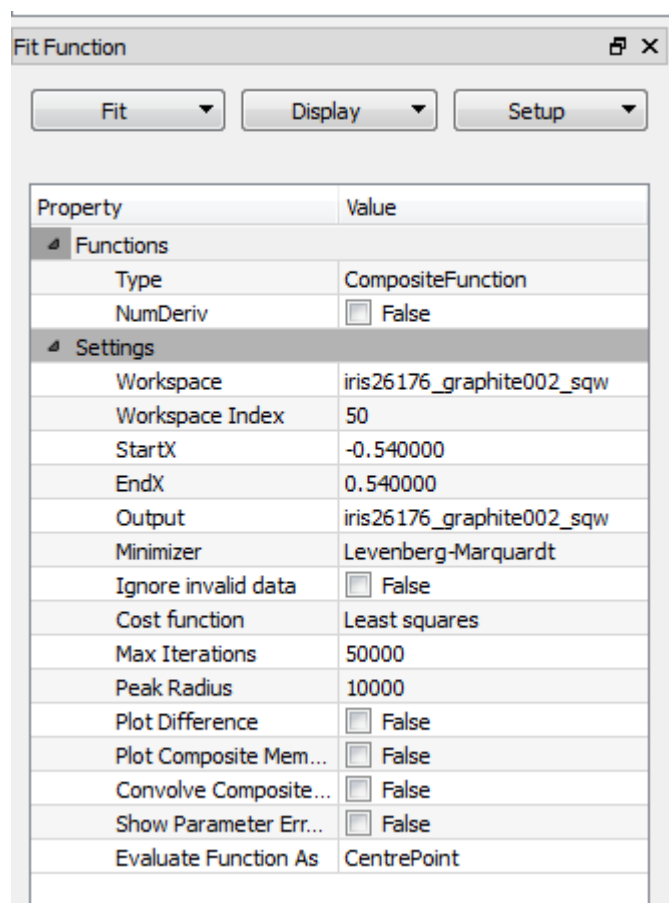 Fit Function
Fit Display Setup
Property Value
Functions
Type CompositeFunction
NumDeriv False
Settings
Workspace iris26176_graphite002_sqw
Workspace Index 50
StartX -0.540000
EndX 0.540000
Output iris26176_graphite002_sqw
Minimizer Levenberg-Marquardt
Ignore invalid data False
Cost function Least squares
Max Iterations 50000
Peak Radius 10000
Plot Difference False
Plot Composite Mem... False
Convolve Composite... False
Show Parameter Err... False
Evaluate Function As CentrePoint